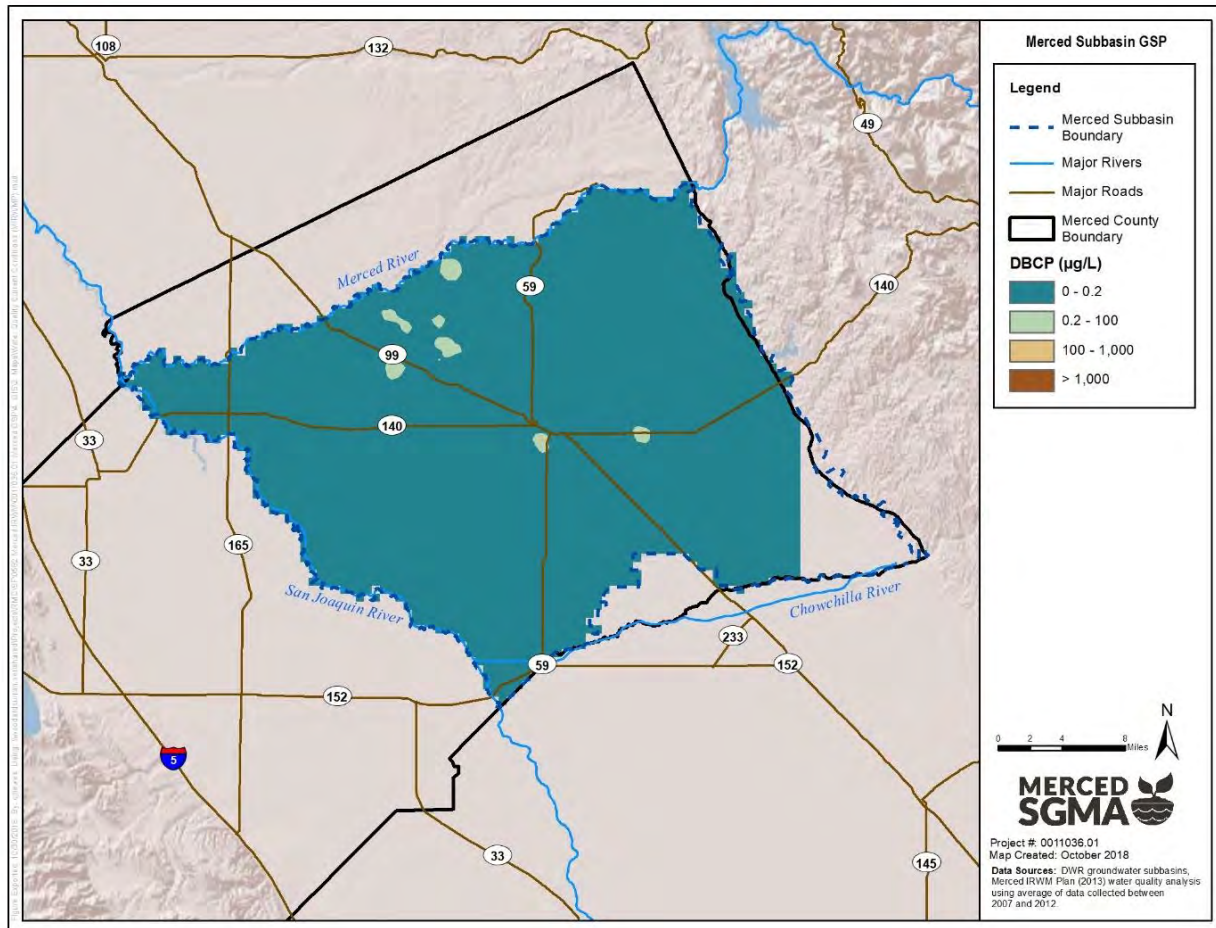 Merced Subbasin GSP
Legend
Merced Subbasin
Boundary
Major Rivers
Major Roads
Merced County
Boundary
DBCP (µg/L)
0 - 0.2
0.2 - 100
100 - 1,000
> 1,000
108
132
49
Merced River
59
140
99
140
33
165
33
San Joaquin River
Chowchilla River
233
59
152
152
5
33
145
N
0 2 4 8
Miles
MERCED
SGMA
Project #: 0011036.01
Map Created: October 2018
Data Sources: DWR groundwater subbasins,
Merced IRWM Plan (2013) water quality analysis
using average of data collected between
2007 and 2012.